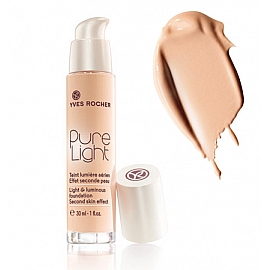 YVES ROCHER
Pure
Light
Teint lumière aérien
Effet seconde peau
Light & luminous
foundation
Second skin effect
30 ml - 1 fl.oz.